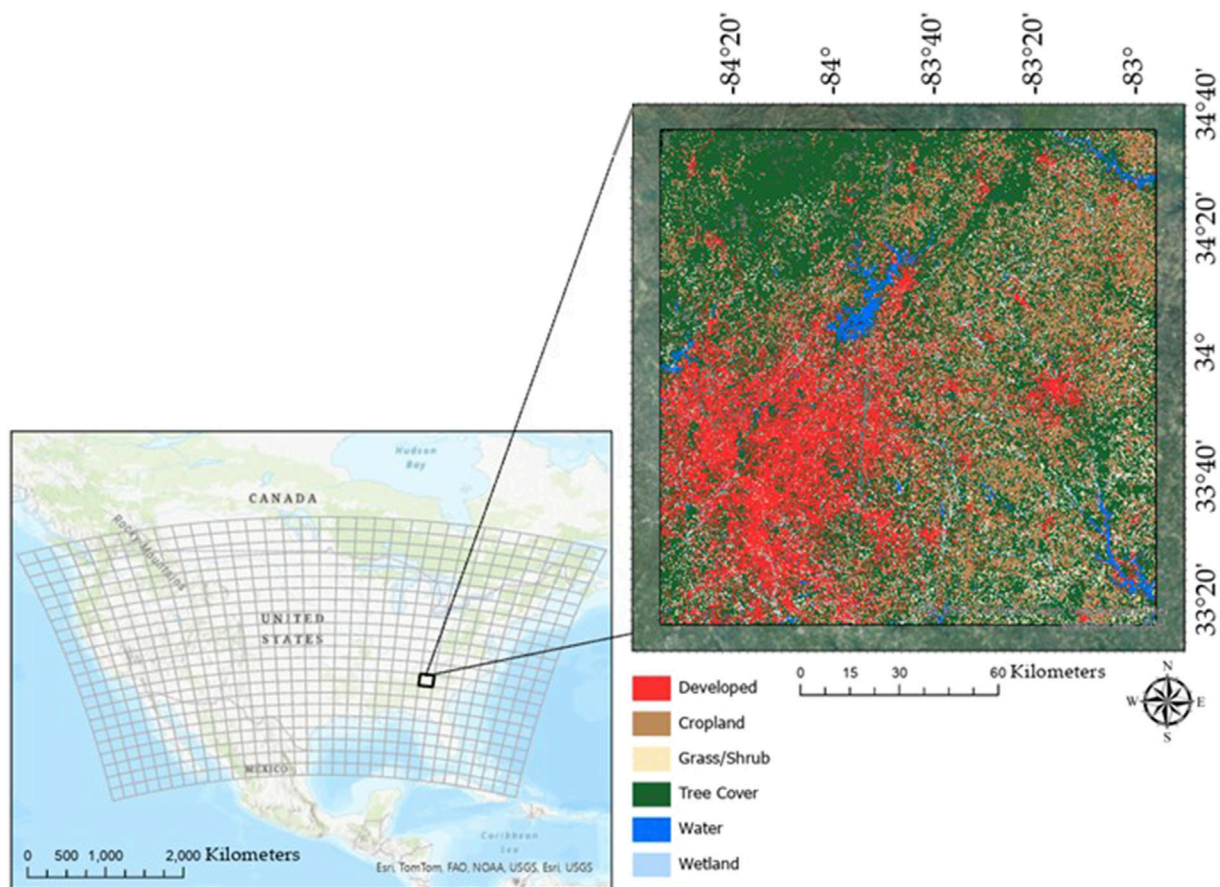 -84°20'
-84°
-83°40'
-83°20'
-83°
34°40'
34°20'
34°
33°40'
33°20'
Hudson
Bay
CANADA
Rocky Mountains
UNITED
STATES
MEXICO
Caribbean
Sea
0 500 1,000 2,000 Kilometers
Esri, TomTom, FAO, NOAA, USGS, Esri, USGS
Developed
Cropland
Grass/Shrub
Tree Cover
Water
Wetland
0 15 30 60 Kilometers
N
W E
S